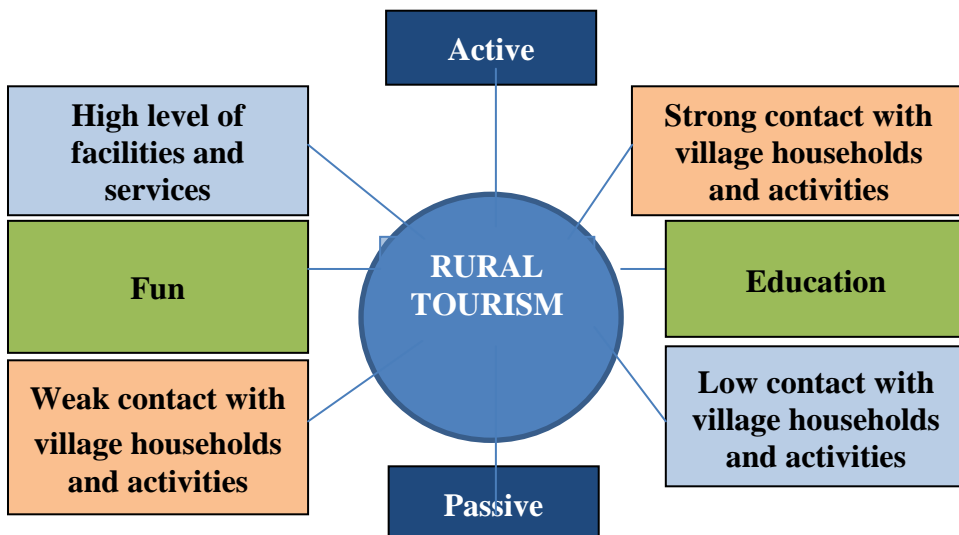 Active
High level of
facilities and
services
Strong contact with
village households
and activities
Fun
RURAL
TOURISM
Education
Weak contact with
village households
and activities
Low contact with
village households
and activities
Passive